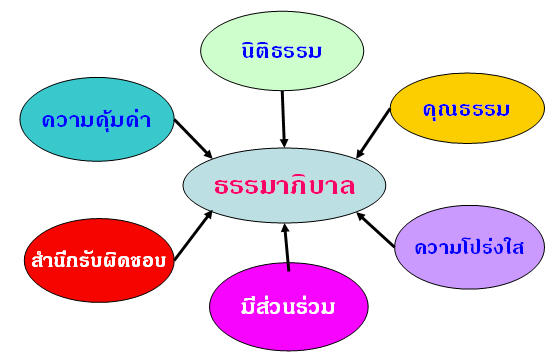 นิติธรรม
ความคุ้มค่า
คุณธรรม
ธรรมาภิบาล
สำนึกรับผิดชอบ
ความโปร่งใส
มีส่วนร่วม